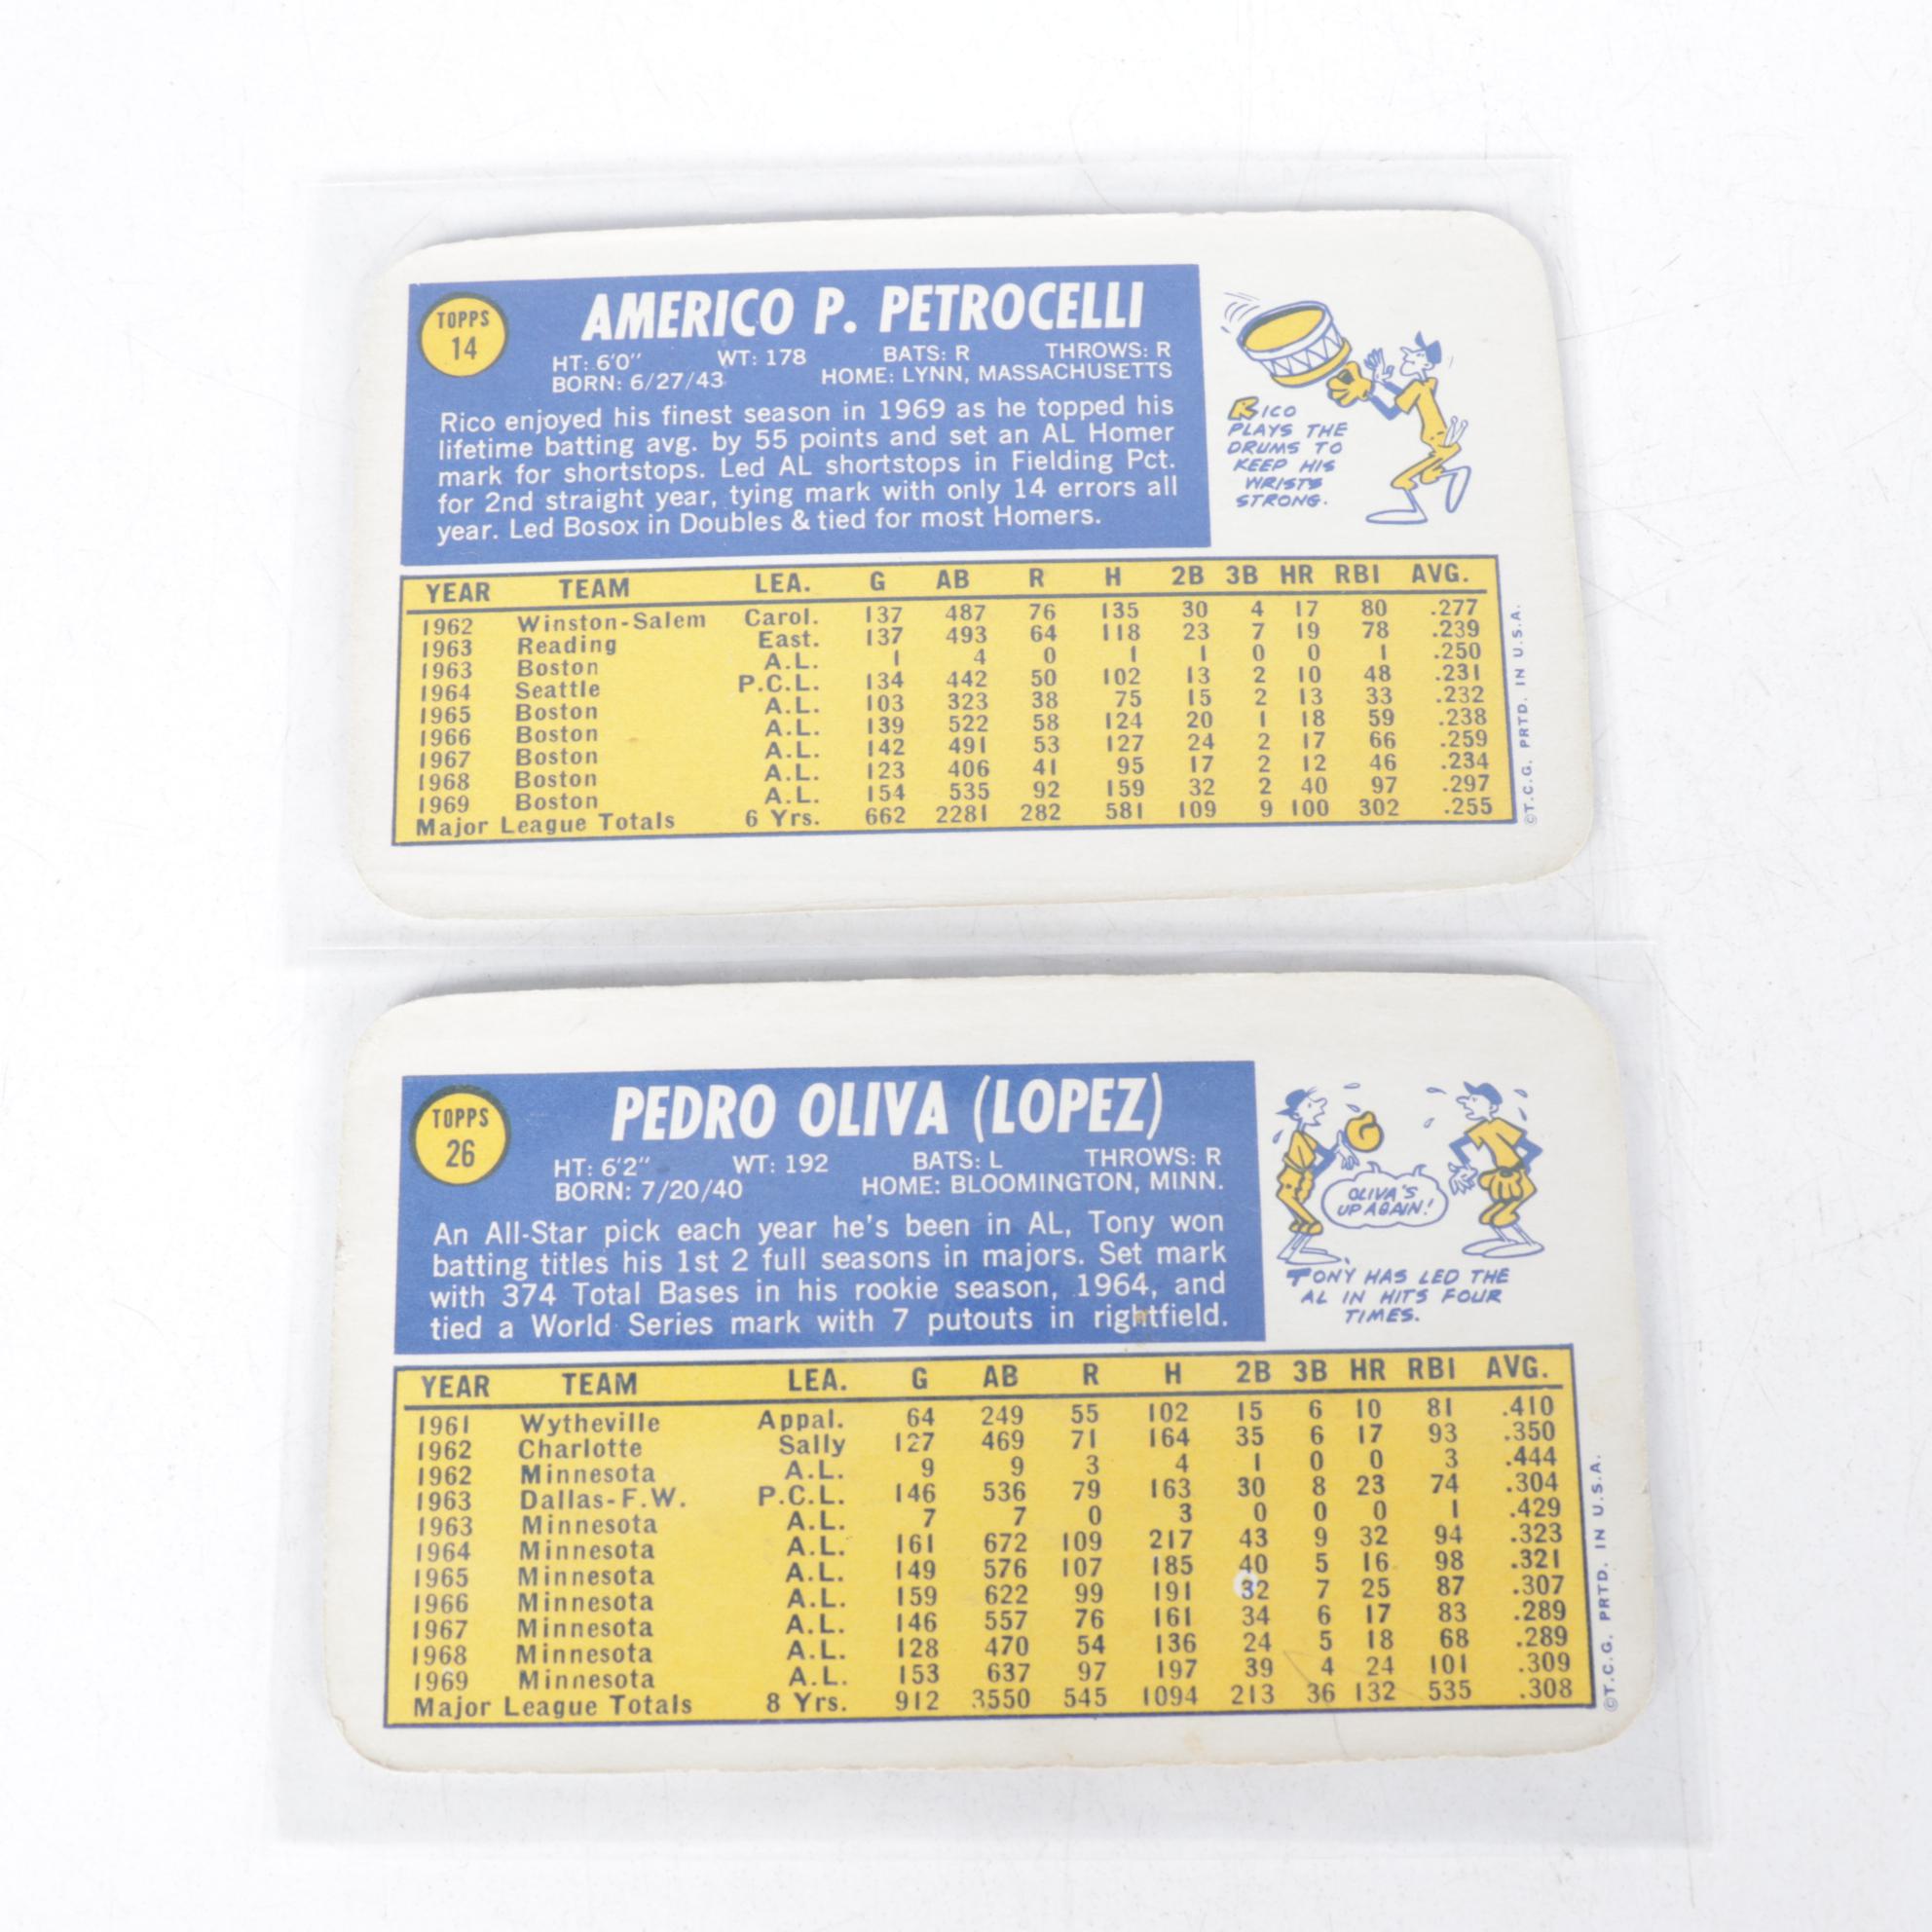 TOPPS
14
AMERICO P. PETROCELLI
HT: 6'0" WT: 178 BATS: R THROWS: R
BORN: 6/27/43 HOME: LYNN, MASSACHUSETTS
Rico enjoyed his finest season in 1969 as he topped his
lifetime batting avg. by 55 points and set an AL Homer
mark for shortstops. Led AL shortstops in Fielding Pct.
for 2nd straight year, tying mark with only 14 errors all
year. Led Bosox in Doubles & tied for most Homers.
RICO
PLAYS THE
DRUMS TO
KEEP HIS
WRISTS
STRONG.
YEAR TEAM LEA. G AB R H 2B 3B HR RBI AVG.
1962 Winston-Salem Carol. 137 487 76 135 30 4 17 80 .277
1963 Reading East. 137 493 64 118 23 7 19 78 .239
1963 Boston A.L. 1 4 0 1 1 0 0 1 .250
1964 Seattle P.C.L. 134 442 50 102 13 2 10 48 .231
1965 Boston A.L. 103 323 38 75 15 2 13 33 .232
1966 Boston A.L. 139 522 58 124 20 1 18 59 .238
1967 Boston A.L. 142 491 53 127 24 2 17 66 .259
1968 Boston A.L. 123 406 41 95 17 2 12 46 .234
1969 Boston A.L. 154 535 92 159 32 2 40 97 .297
Major League Totals 6 Yrs. 662 2281 282 581 109 9 100 302 .255
©T.C.G. PRTD. IN U.S.A.
TOPPS
26
PEDRO OLIVA (LOPEZ)
HT: 6'2" WT: 192 BATS: L THROWS: R
BORN: 7/20/40 HOME: BLOOMINGTON, MINN.
An All-Star pick each year he's been in AL, Tony won
batting titles his 1st 2 full seasons in majors. Set mark
with 374 Total Bases in his rookie season, 1964, and
tied a World Series mark with 7 putouts in rightfield.
OLIVA'S
UP AGAIN!
TONY HAS LED THE
AL IN HITS FOUR
TIMES.
YEAR TEAM LEA. G AB R H 2B 3B HR RBI AVG.
1961 Wytheville Appal. 64 249 55 102 15 6 10 81 .410
1962 Charlotte Sally 127 469 71 164 35 6 17 93 .350
1962 Minnesota A.L. 9 9 3 4 1 0 0 3 .444
1963 Dallas-F.W. P.C.L. 146 536 79 163 30 8 23 74 .304
1963 Minnesota A.L. 7 7 0 3 0 0 0 1 .429
1964 Minnesota A.L. 161 672 109 217 43 9 32 94 .323
1965 Minnesota A.L. 149 576 107 185 40 5 16 98 .321
1966 Minnesota A.L. 159 622 99 191 32 7 25 87 .307
1967 Minnesota A.L. 146 557 76 161 34 6 17 83 .289
1968 Minnesota A.L. 128 470 54 136 24 5 18 68 .289
1969 Minnesota A.L. 153 637 97 197 39 4 24 101 .309
Major League Totals 8 Yrs. 912 3550 545 1094 213 36 132 535 .308
©T.C.G. PRTD. IN U.S.A.